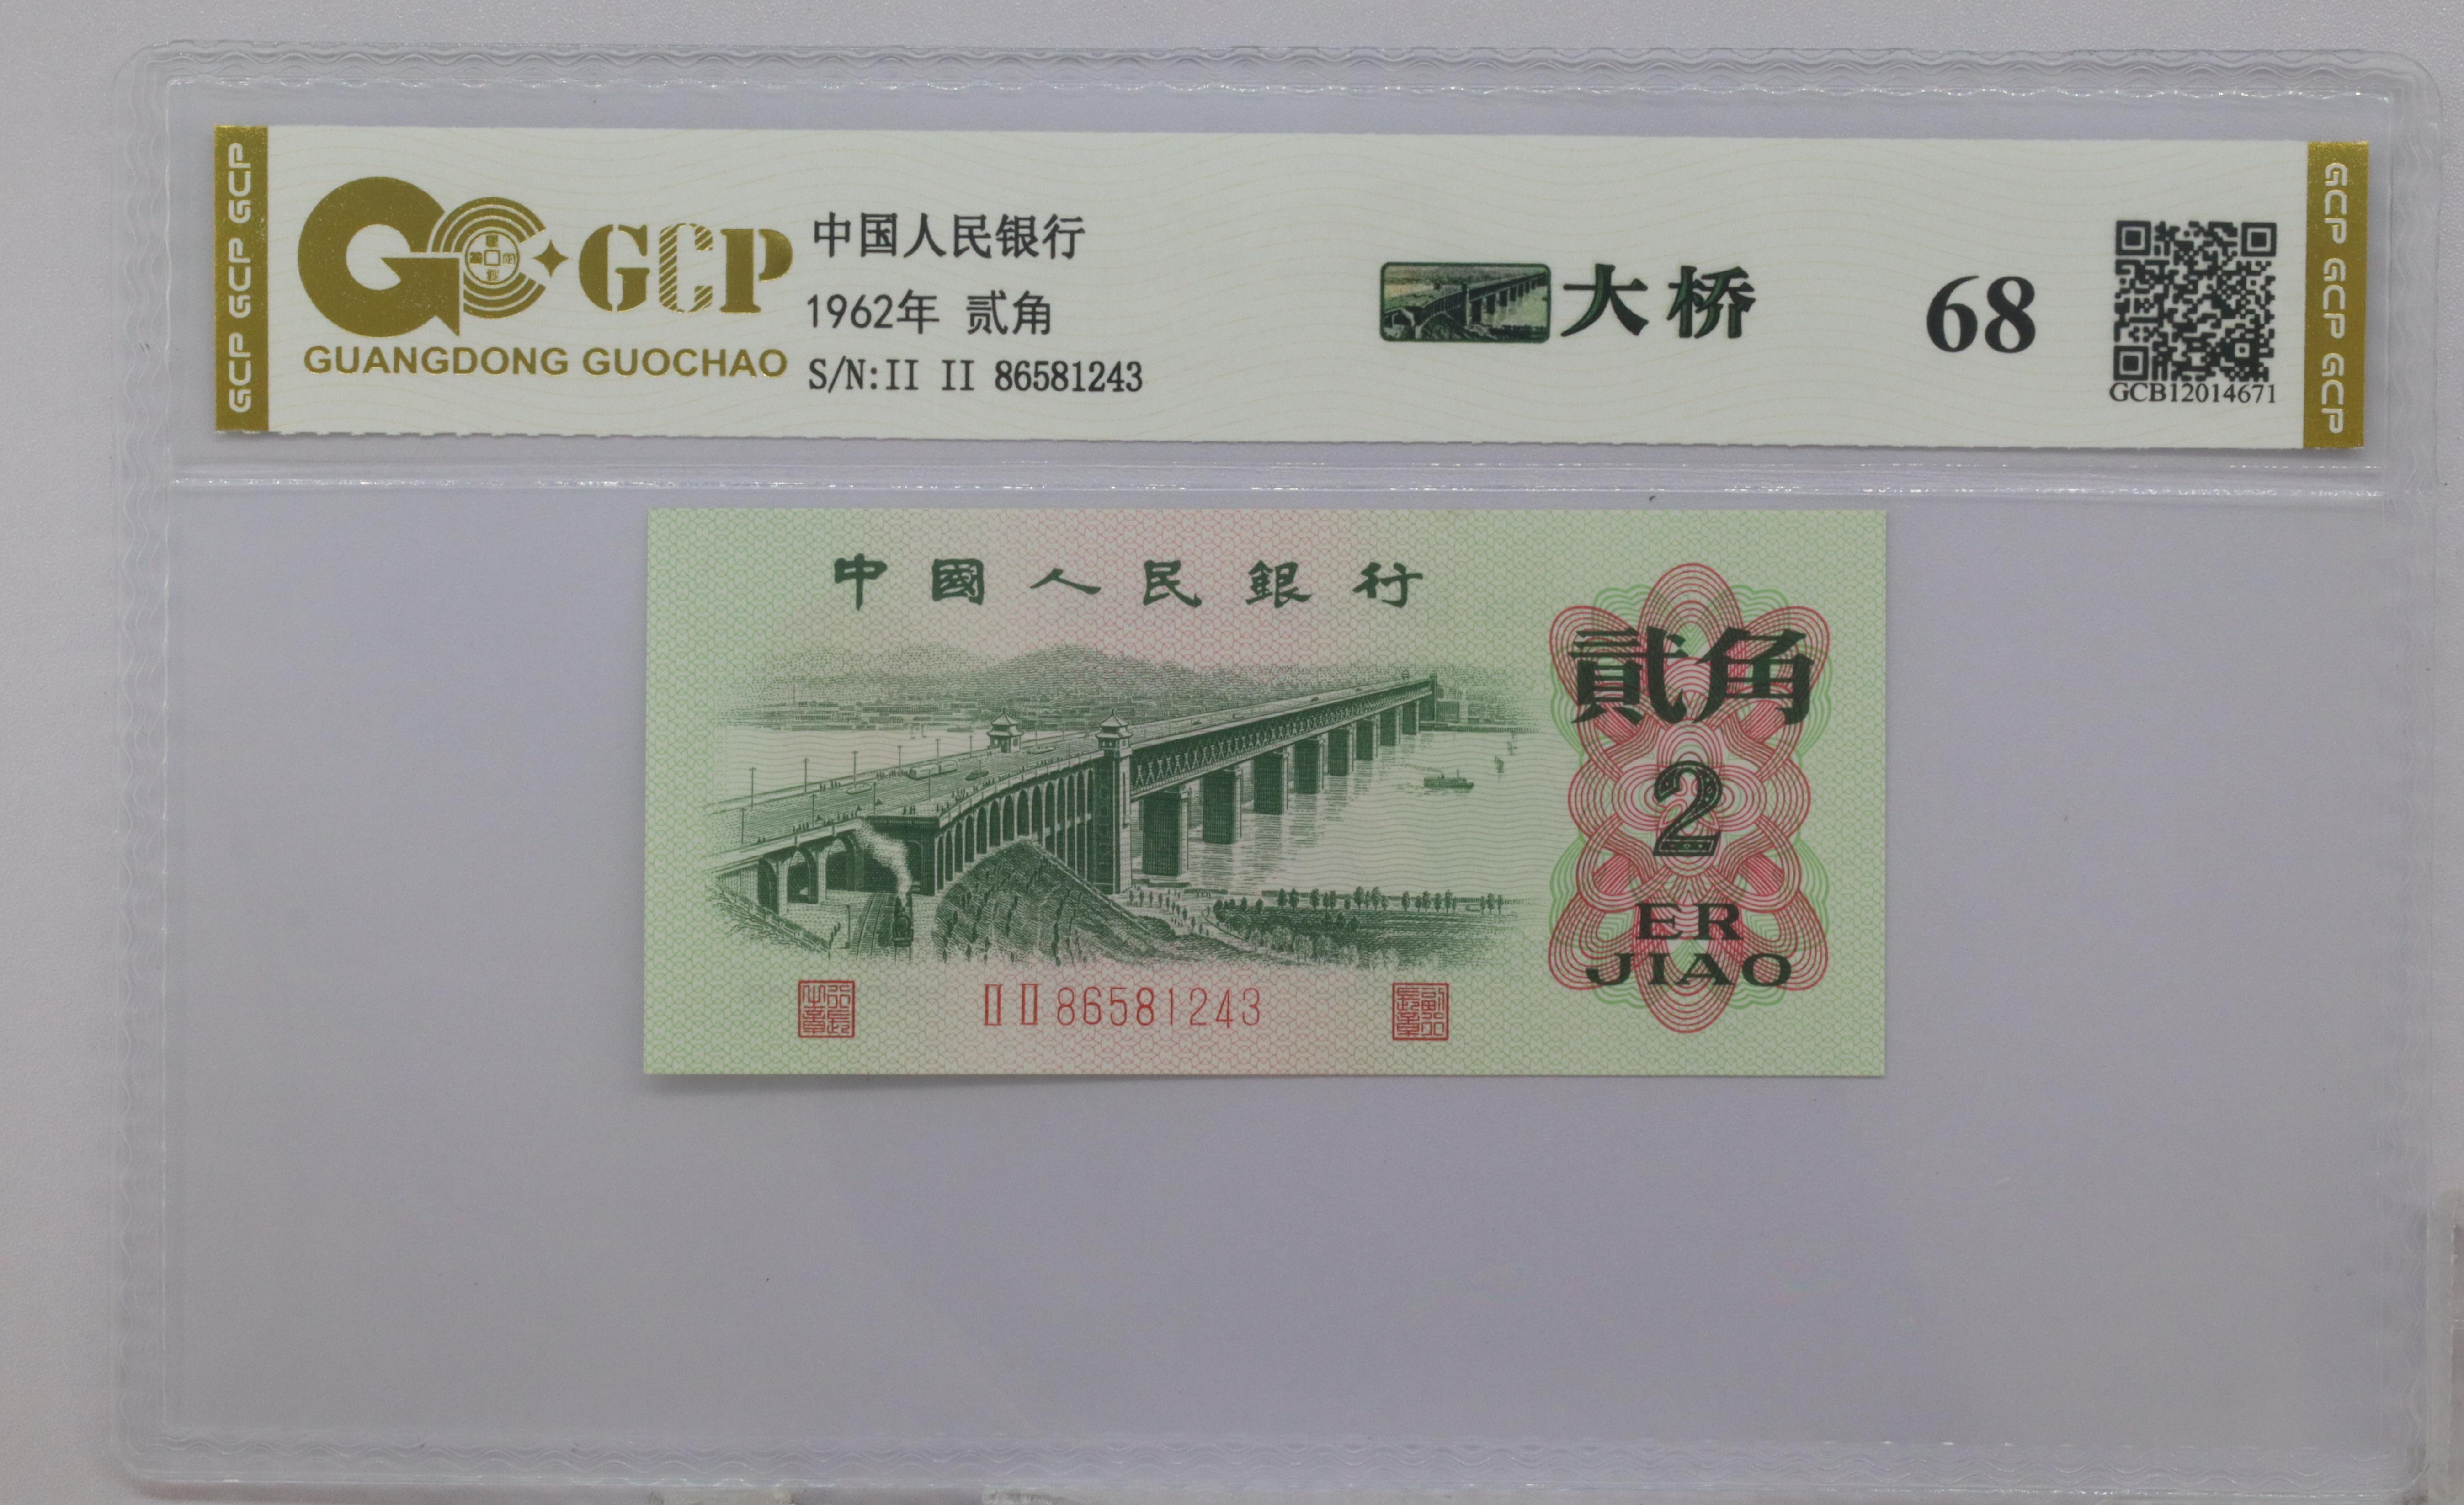 GCP GCP GCP
GCP
GUANGDONG GUOCHAO
中国人民银行
1962年 贰角
S/N:II II 86581243
大桥
68
GCB12014671
GCP GCP GCP
中國人民銀行
貳角
2
ER
JIAO
II II 86581243